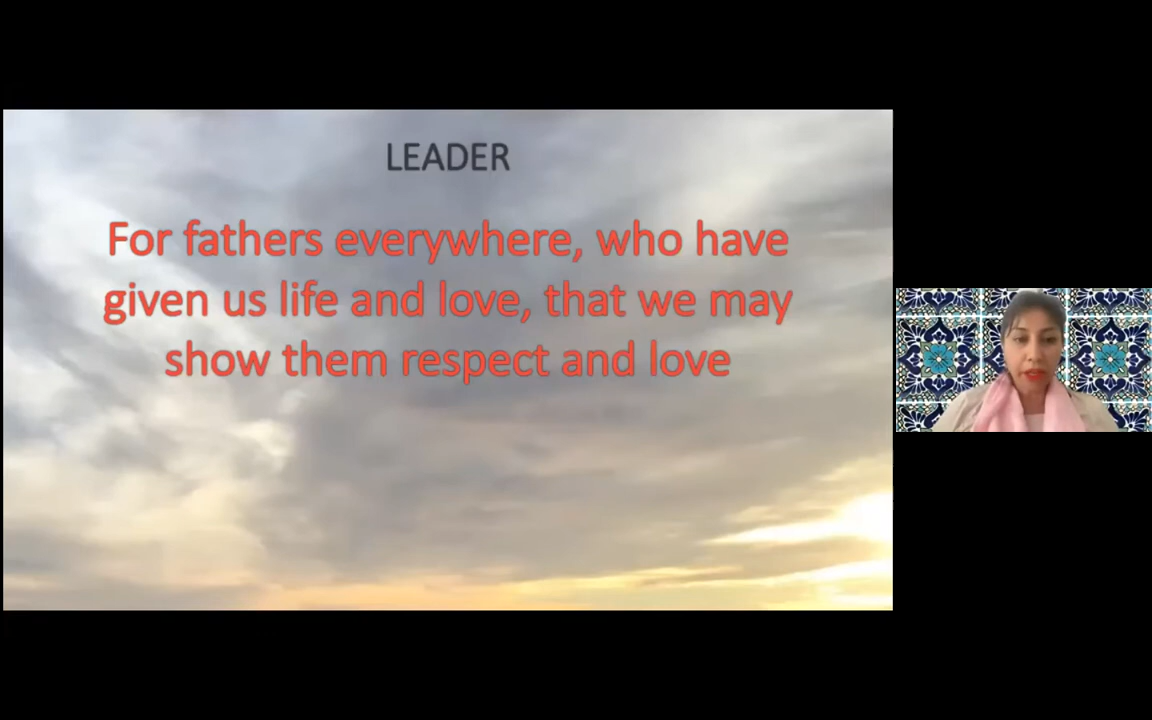 LEADER
For fathers everywhere, who have
given us life and love, that we may
show them respect and love